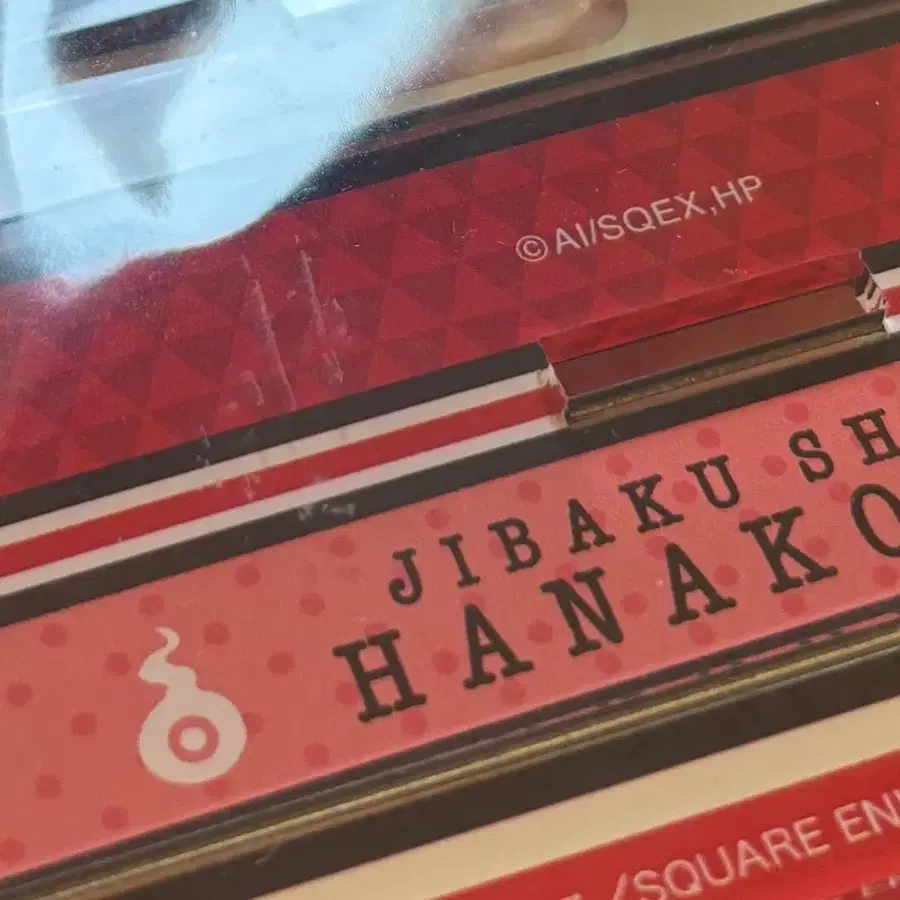 ©AI/SQEX,HP
JIBAKU SH
HANAKO
/SQUARE EN